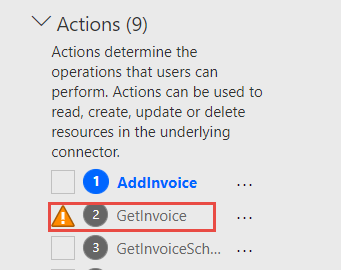 Actions (9)
Actions determine the
operations that users can
perform. Actions can be used to
read, create, update or delete
resources in the underlying
connector.
1 AddInvoice ...
2 GetInvoice ...
3 GetInvoiceSch... ...